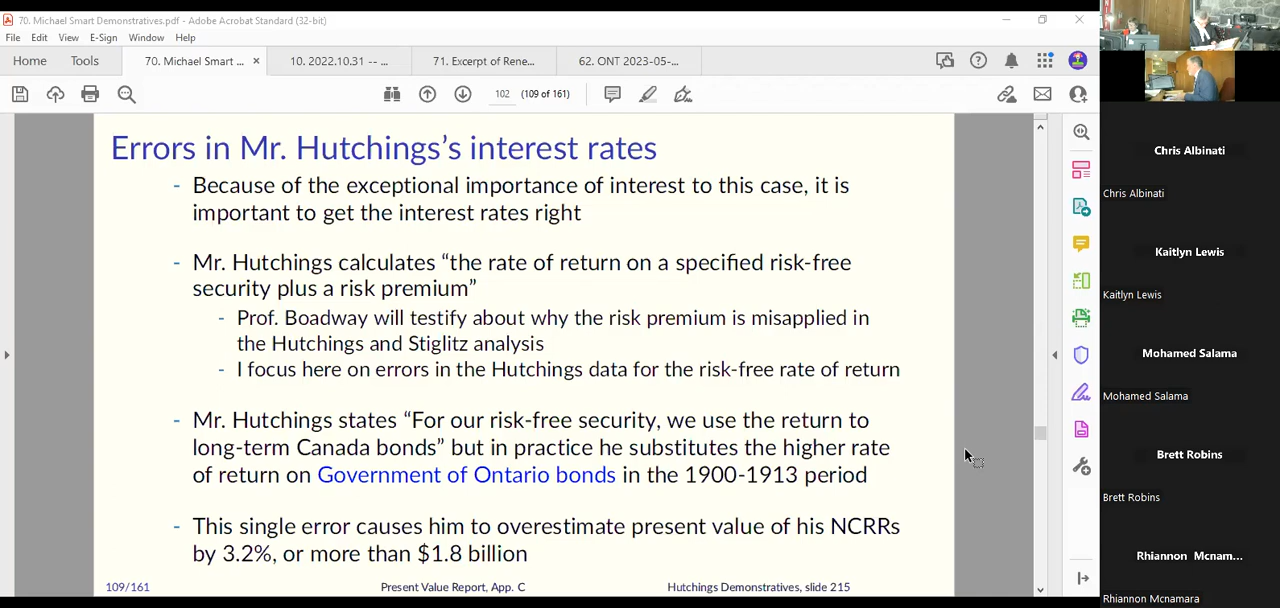 70. Michael Smart Demonstratives.pdf - Adobe Acrobat Standard (32-bit)
File Edit View E-Sign Window Help
Home Tools 70. Michael Smart ... × 10. 2022.10.31 -- ... 71. Excerpt of Rene... 62. ONT 2023-05-...
102 (109 of 161)
Errors in Mr. Hutchings's interest rates
- Because of the exceptional importance of interest to this case, it is
important to get the interest rates right
- Mr. Hutchings calculates “the rate of return on a specified risk-free
security plus a risk premium”
- Prof. Boadway will testify about why the risk premium is misapplied in
the Hutchings and Stiglitz analysis
- I focus here on errors in the Hutchings data for the risk-free rate of return
- Mr. Hutchings states “For our risk-free security, we use the return to
long-term Canada bonds” but in practice he substitutes the higher rate
of return on Government of Ontario bonds in the 1900-1913 period
- This single error causes him to overestimate present value of his NCRRs
by 3.2%, or more than $1.8 billion
109/161 Present Value Report, App. C Hutchings Demonstratives, slide 215
Chris Albinati
Chris Albinati
Kaitlyn Lewis
Kaitlyn Lewis
Mohamed Salama
Mohamed Salama
Brett Robins
Brett Robins
Rhiannon Mcnam...
Rhiannon Mcnamara